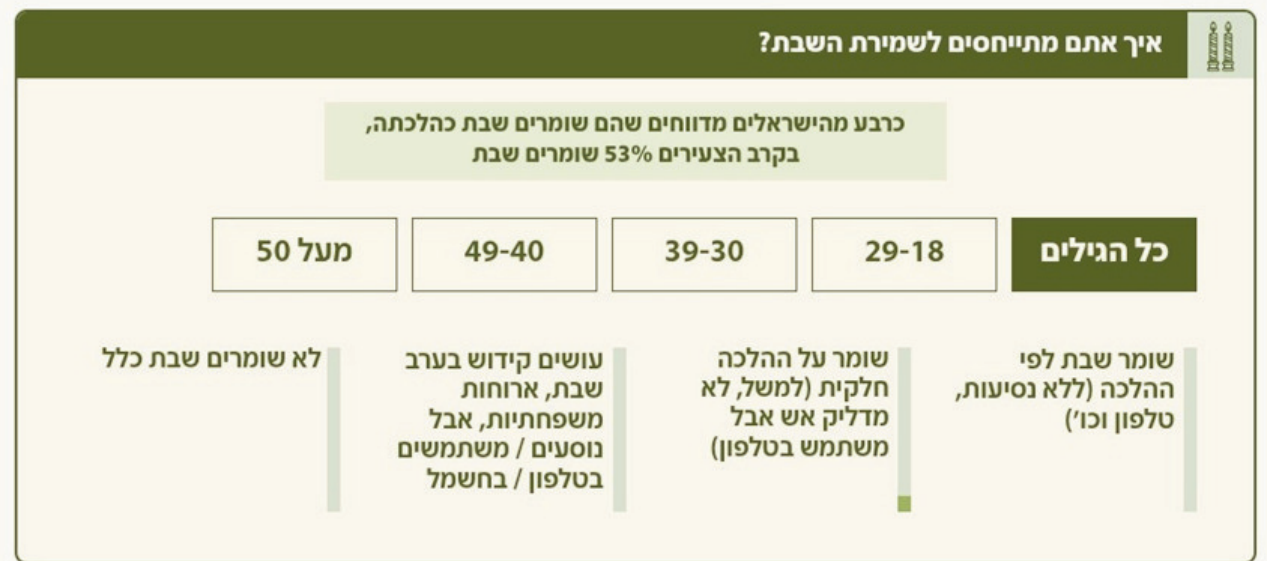 איך אתם מתייחסים לשמירת השבת?
כרבע מהישראלים מדווחים שהם שומרים שבת כהלכתה,
בקרב הצעירים 53% שומרים שבת
כל הגילים
29-18
39-30
49-40
מעל 50
שומר שבת לפי
ההלכה (ללא נסיעות,
טלפון וכו')
שומר על ההלכה
חלקית (למשל, לא
מדליק אש אבל
משתמש בטלפון)
עושים קידוש בערב
שבת, ארוחות
משפחתיות, אבל
נוסעים / משתמשים
בטלפון / בחשמל
לא שומרים שבת כלל